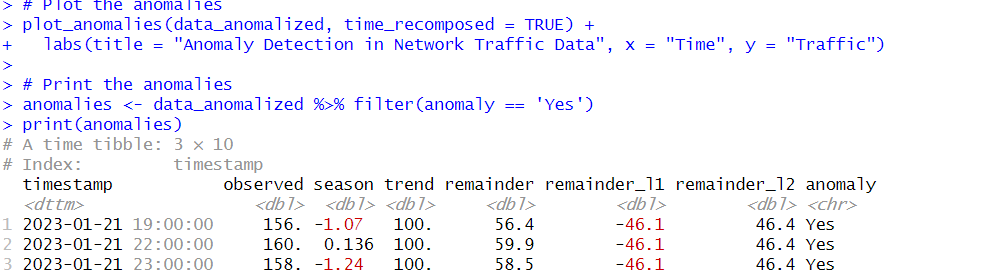 > # Plot the anomalies
> plot_anomalies(data_anomalized, time_recomposed = TRUE) +
+   labs(title = "Anomaly Detection in Network Traffic Data", x = "Time", y = "Traffic")
>
> # Print the anomalies
> anomalies <- data_anomalized %>% filter(anomaly == 'Yes')
> print(anomalies)
# A time tibble: 3 × 10
# Index:         timestamp
  timestamp           observed season trend remainder remainder_l1 remainder_l2 anomaly
  <dttm>                 <dbl>  <dbl> <dbl>     <dbl>        <dbl>        <dbl> <chr>
1 2023-01-21 19:00:00     156. -1.07   100.      56.4        -46.1         46.4 Yes
2 2023-01-21 22:00:00     160.  0.136  100.      59.9        -46.1         46.4 Yes
3 2023-01-21 23:00:00     158. -1.24   100.      58.5        -46.1         46.4 Yes